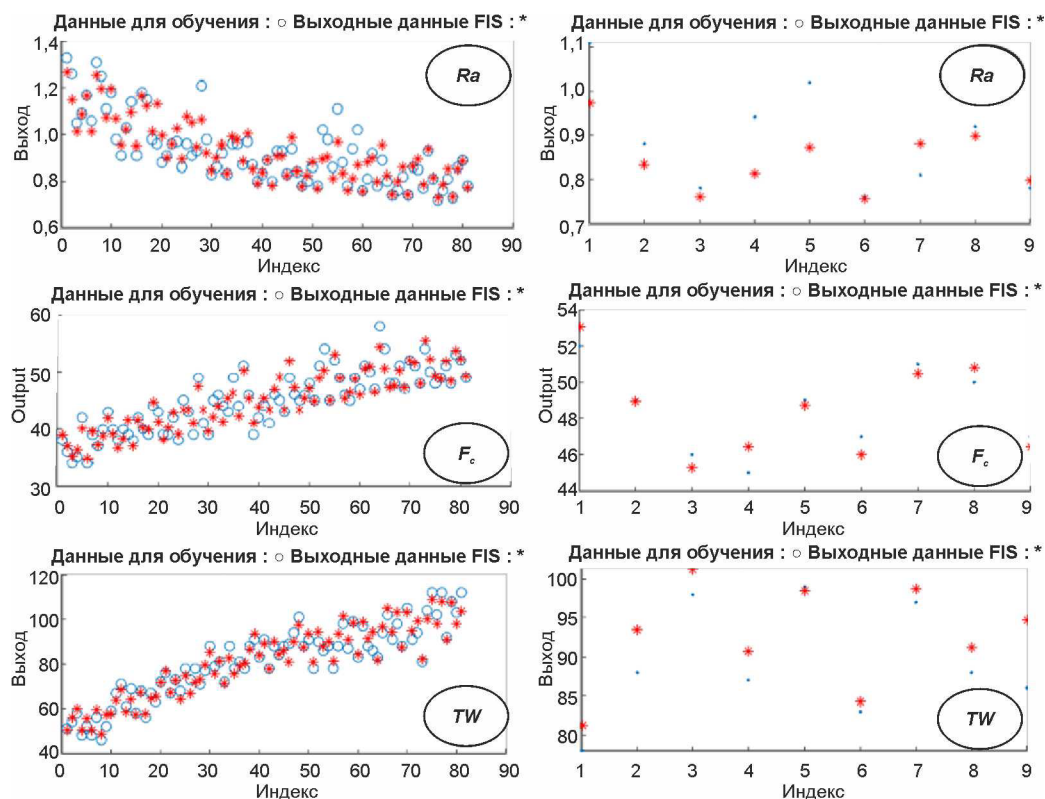 Данные для обучения : ○ Выходные данные FIS : *
1,4
1,2
1,0
0,8
0,6
Выход
Ra
0 10 20 30 40 50 60 70 80 90
Индекс
Данные для обучения : ○ Выходные данные FIS : *
1,1
1
0,9
0,8
0,7
Выход
Ra
1 2 3 4 5 6 7 8 9
Индекс
Данные для обучения : ○ Выходные данные FIS : *
60
50
40
30
Output
Fc
0 10 20 30 40 50 60 70 80 90
Индекс
Данные для обучения : ○ Выходные данные FIS : *
54
52
50
48
46
44
Output
Fc
1 2 3 4 5 6 7 8 9
Индекс
Данные для обучения : ○ Выходные данные FIS : *
120
100
80
60
40
Выход
TW
0 10 20 30 40 50 60 70 80 90
Индекс
Данные для обучения : ○ Выходные данные FIS : *
100
95
90
85
80
Выход
TW
1 2 3 4 5 6 7 8 9
Индекс